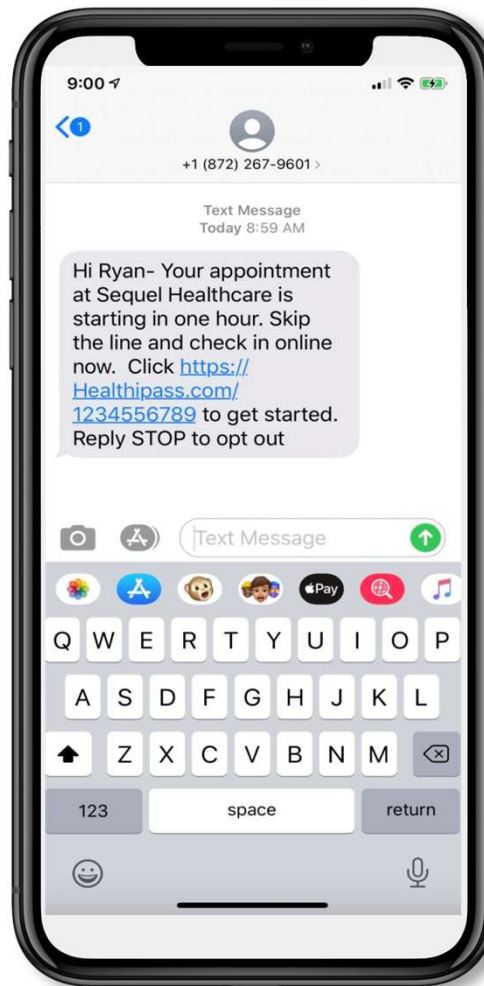 9:00
1
+1 (872) 267-9601 >
Text Message
Today 8:59 AM
Hi Ryan- Your appointment
at Sequel Healthcare is
starting in one hour. Skip
the line and check in online
now.  Click https://
Healthipass.com/
1234556789 to get started.
Reply STOP to opt out
Text Message
Pay
Q W E R T Y U I O P
A S D F G H J K L
Z X C V B N M
123 space return